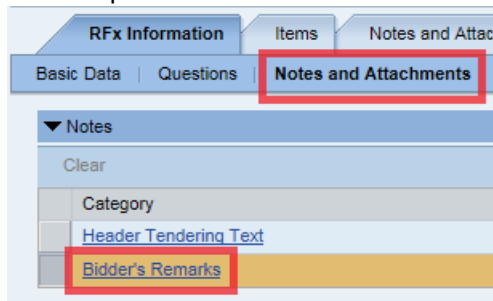 RFx Information Items Notes and Attac
Basic Data | Questions | Notes and Attachments
Notes
Clear
Category
Header Tendering Text
Bidder's Remarks